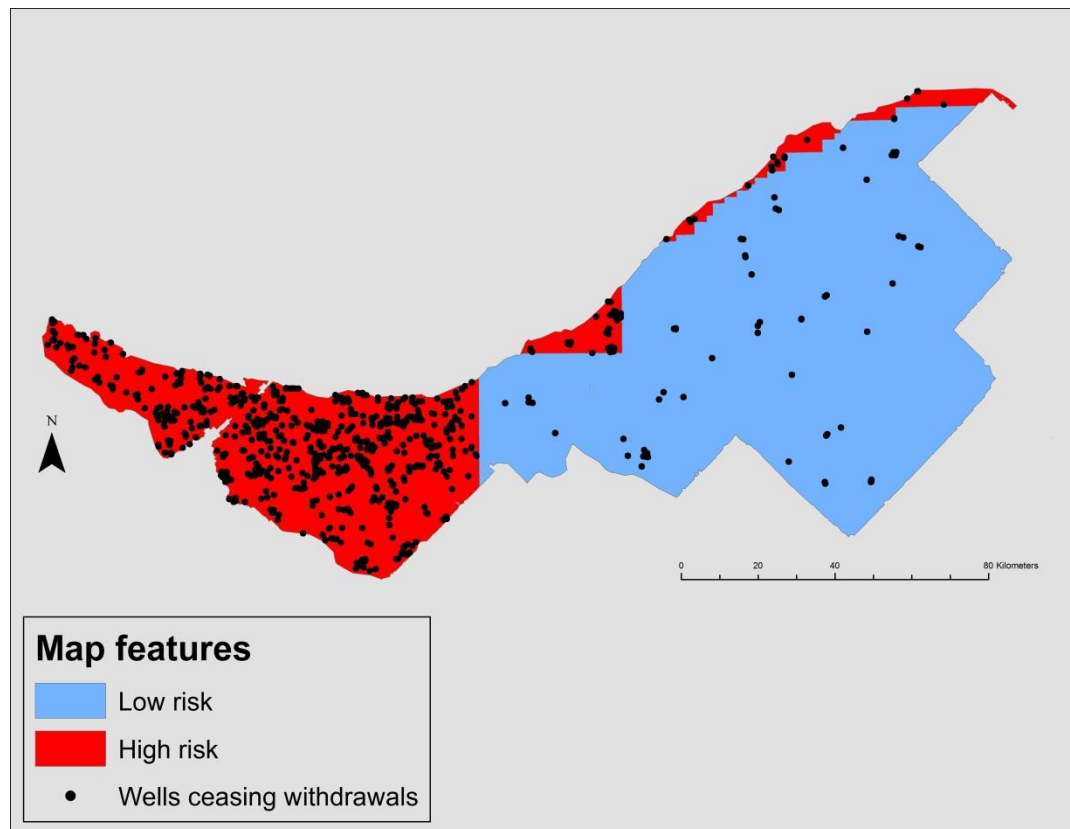 N
0 20 40 80 Kilometers
Map features
Low risk
High risk
Wells ceasing withdrawals